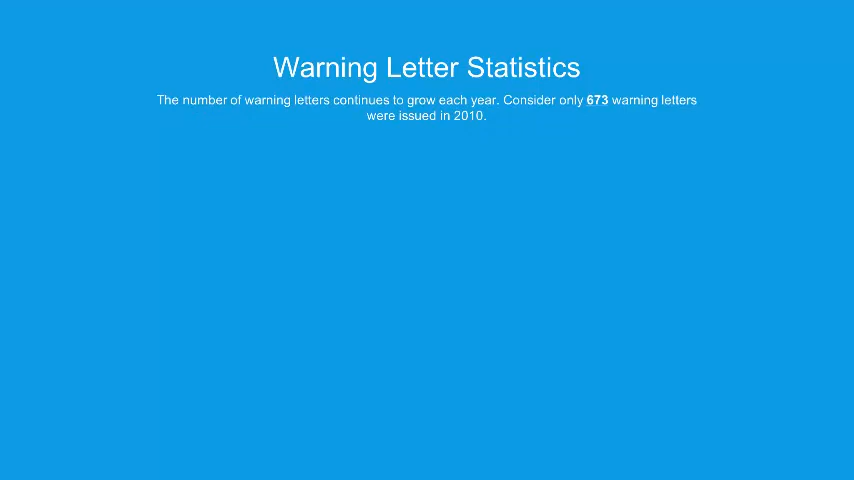 Warning Letter Statistics
The number of warning letters continues to grow each year. Consider only 673 warning letters
were issued in 2010.